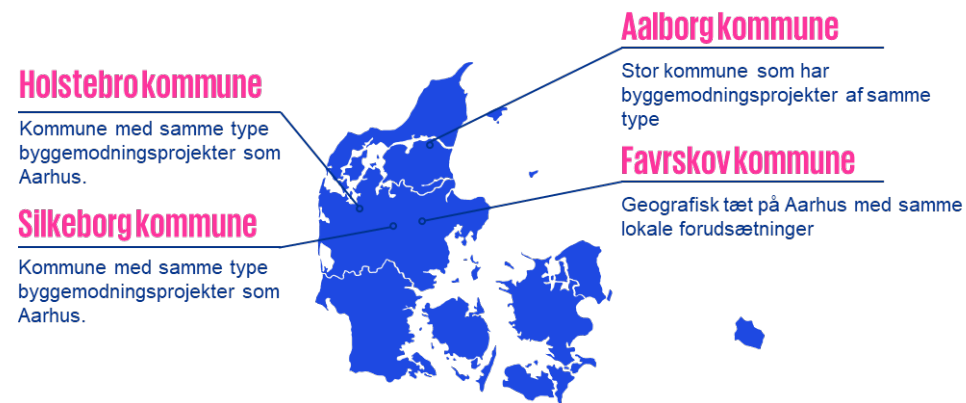 Holstebro kommune
Kommune med samme type
byggemodningsprojekter som
Aarhus.
Silkeborg kommune
Kommune med samme type
byggemodningsprojekter som
Aarhus.
Aalborg kommune
Stor kommune som har
byggemodningsprojekter af samme
type
Favrskov kommune
Geografisk tæt på Aarhus med samme
lokale forudsætninger